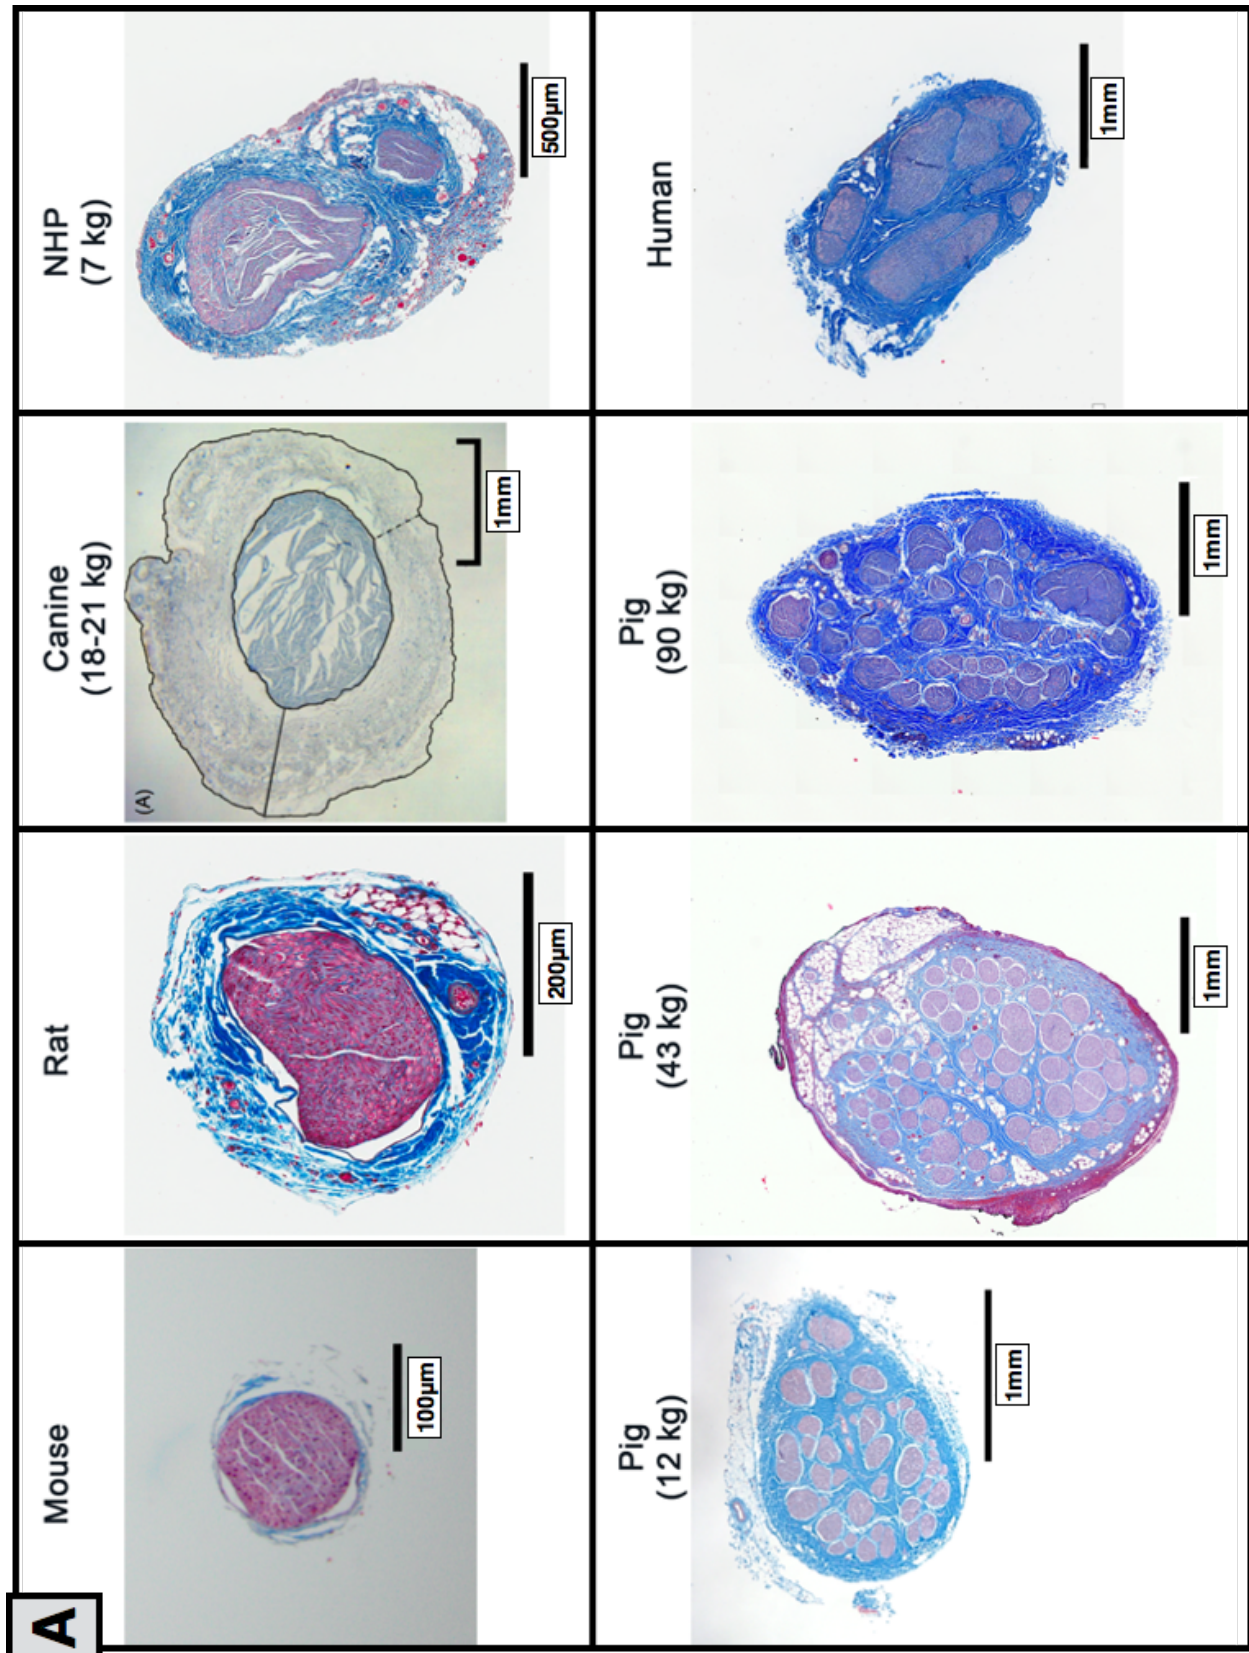 A
Mouse
100µm
Rat
200µm
Canine
(18-21 kg)
(A)
1mm
NHP
(7 kg)
500µm
Pig
(12 kg)
1mm
Pig
(43 kg)
1mm
Pig
(90 kg)
1mm
Human
1mm